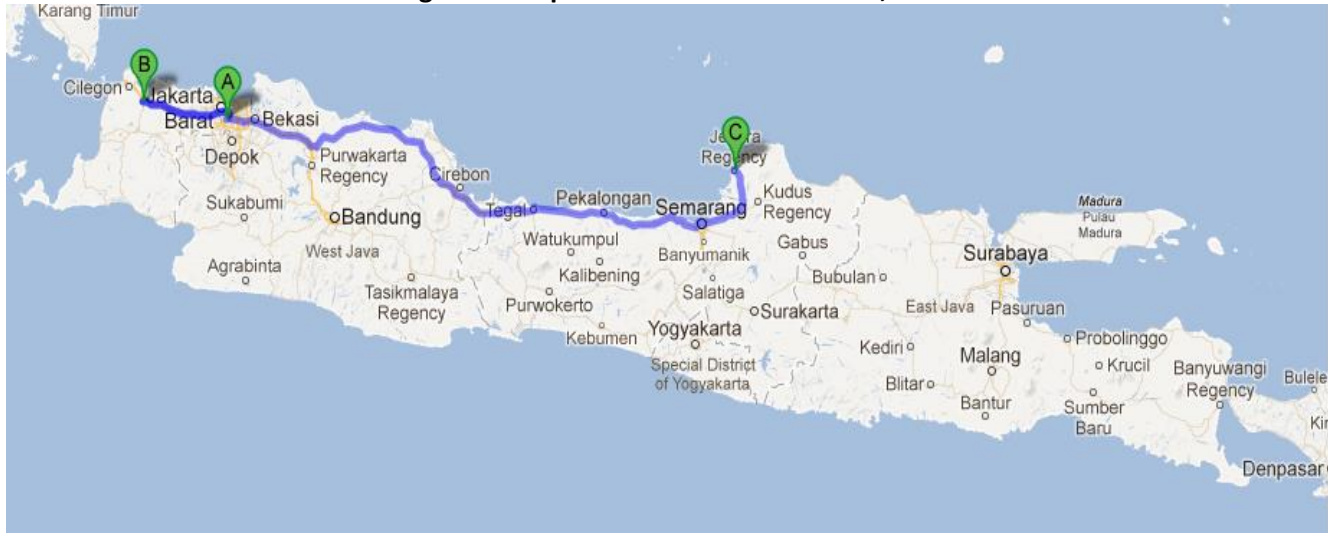 Karang Timur
B
Cilegon
A
Jakarta
Barat
Bekasi
Depok
Purwakarta
Regency
Sukabumi
Bandung
West Java
Agrabinta
Tasikmalaya
Regency
Cirebon
Tegal
Pekalongan
Watukumpul
Kalibening
Purwokerto
Kebumen
C
Regency
Kudus
Regency
Semarang
Banyumanik
Gabus
Salatiga
Surakarta
Yogyakarta
Special District
of Yogyakarta
Bubulan
Madura
Pulau
Madura
Surabaya
East Java
Pasuruan
Kediri
Malang
Blitar
Bantur
Probolinggo
Krucil
Sumber
Baru
Banyuwangi
Regency
Denpasar